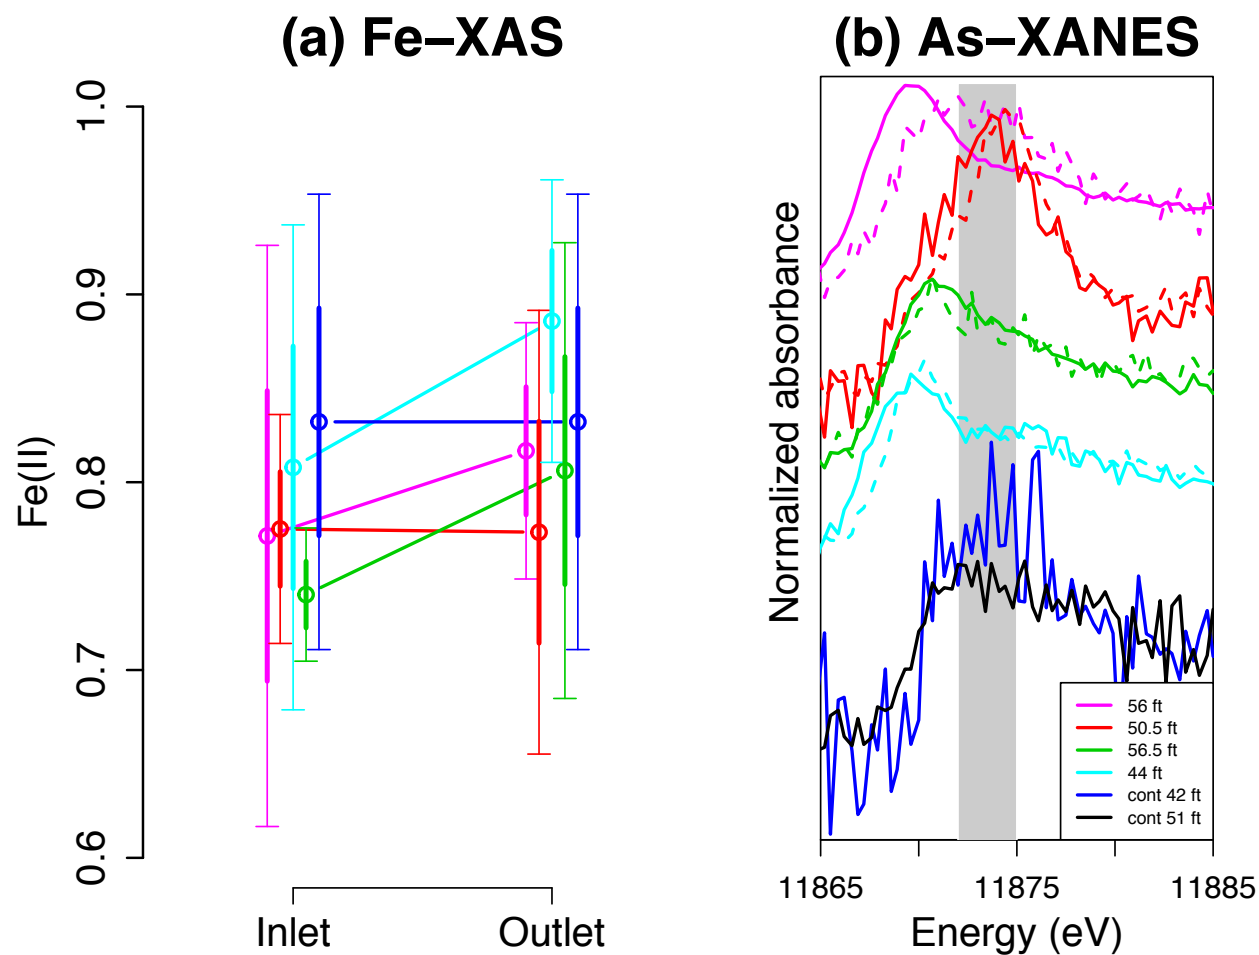 (a) Fe–XAS
Fe(II)
1.0
0.9
0.8
0.7
0.6
Inlet
Outlet
(b) As–XANES
Normalized absorbance
56 ft
50.5 ft
56.5 ft
44 ft
cont 42 ft
cont 51 ft
11865
11875
11885
Energy (eV)